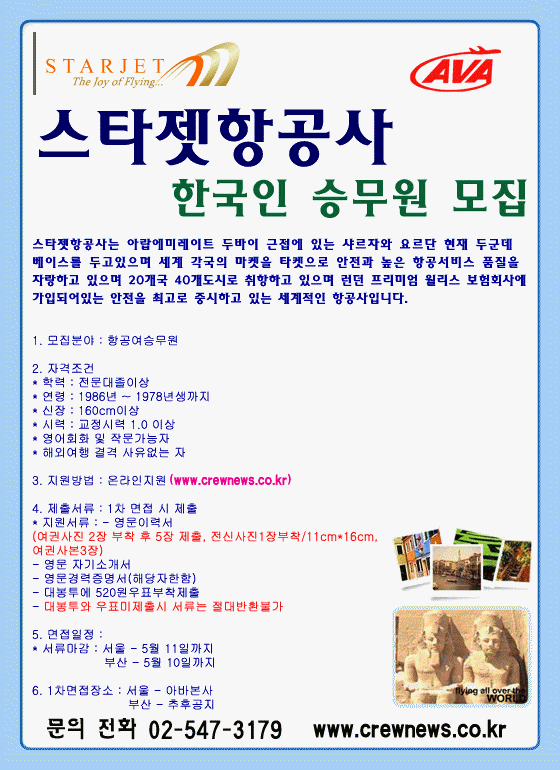 STARJET
The Joy of Flying...
AVA
스타젯항공사
한국인 승무원 모집
스타젯항공사는 아랍에미레이트 두바이 근접에 있는 샤르자와 요르단 현재 두군데
베이스를 두고있으며 세계 각국의 마켓을 타켓으로 안전과 높은 항공서비스 품질을
자랑하고 있으며 20개국 40개도시로 취항하고 있으며 런던 프리미엄 윌리스 보험회사에
가입되어있는 안전을 최고로 중시하고 있는 세계적인 항공사입니다.
1. 모집분야 : 항공여승무원
2. 자격조건
* 학력 : 전문대졸이상
* 연령 : 1986년 ~ 1978년생까지
* 신장 : 160cm이상
* 시력 : 교정시력 1.0 이상
* 영어회화 및 작문가능자
* 해외여행 결격 사유없는 자
3. 지원방법 : 온라인지원 (www.crewnews.co.kr)
4. 제출서류 : 1차 면접 시 제출
* 지원서류 : - 영문이력서
(여권사진 2장 부착 후 5장 제출, 전신사진1장부착/11cm*16cm,
여권사본3장)
- 영문 자기소개서
- 영문경력증명서(해당자한함)
- 대봉투에 520원우표부착제출
- 대봉투와 우표미제출시 서류는 절대반환불가
5. 면접일정 :
* 서류마감 : 서울 - 5월 11일까지
부산 - 5월 10일까지
6. 1차면접장소 : 서울 - 아바본사
부산 - 추후공지
flying all over the
WORLD
문의 전화 02-547-3179 www.crewnews.co.kr